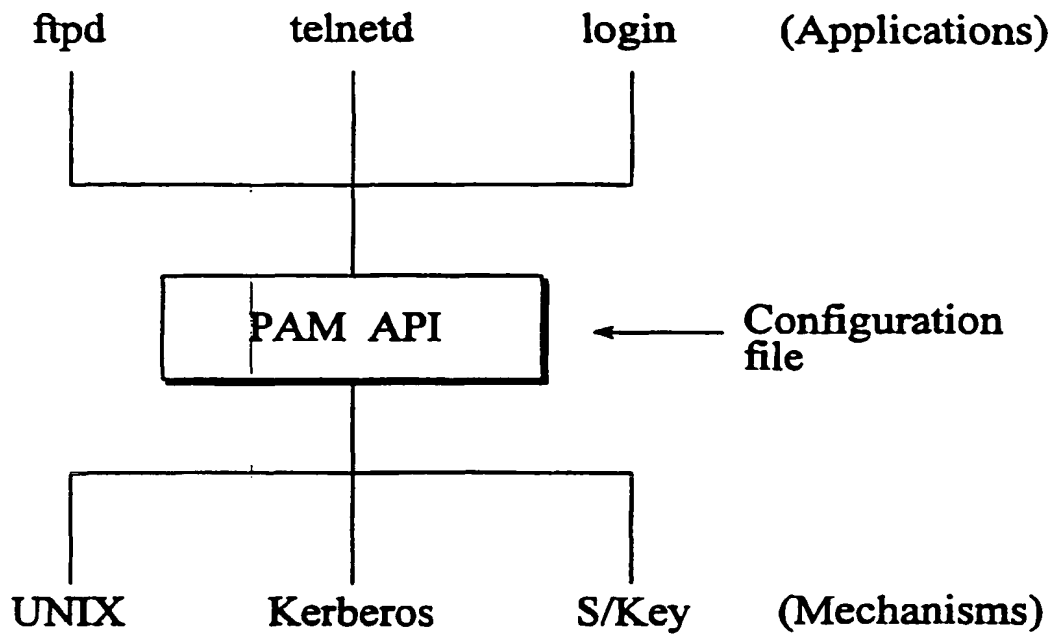 ftpd telnetd login (Applications)
PAM API
Configuration
file
UNIX Kerberos S/Key (Mechanisms)